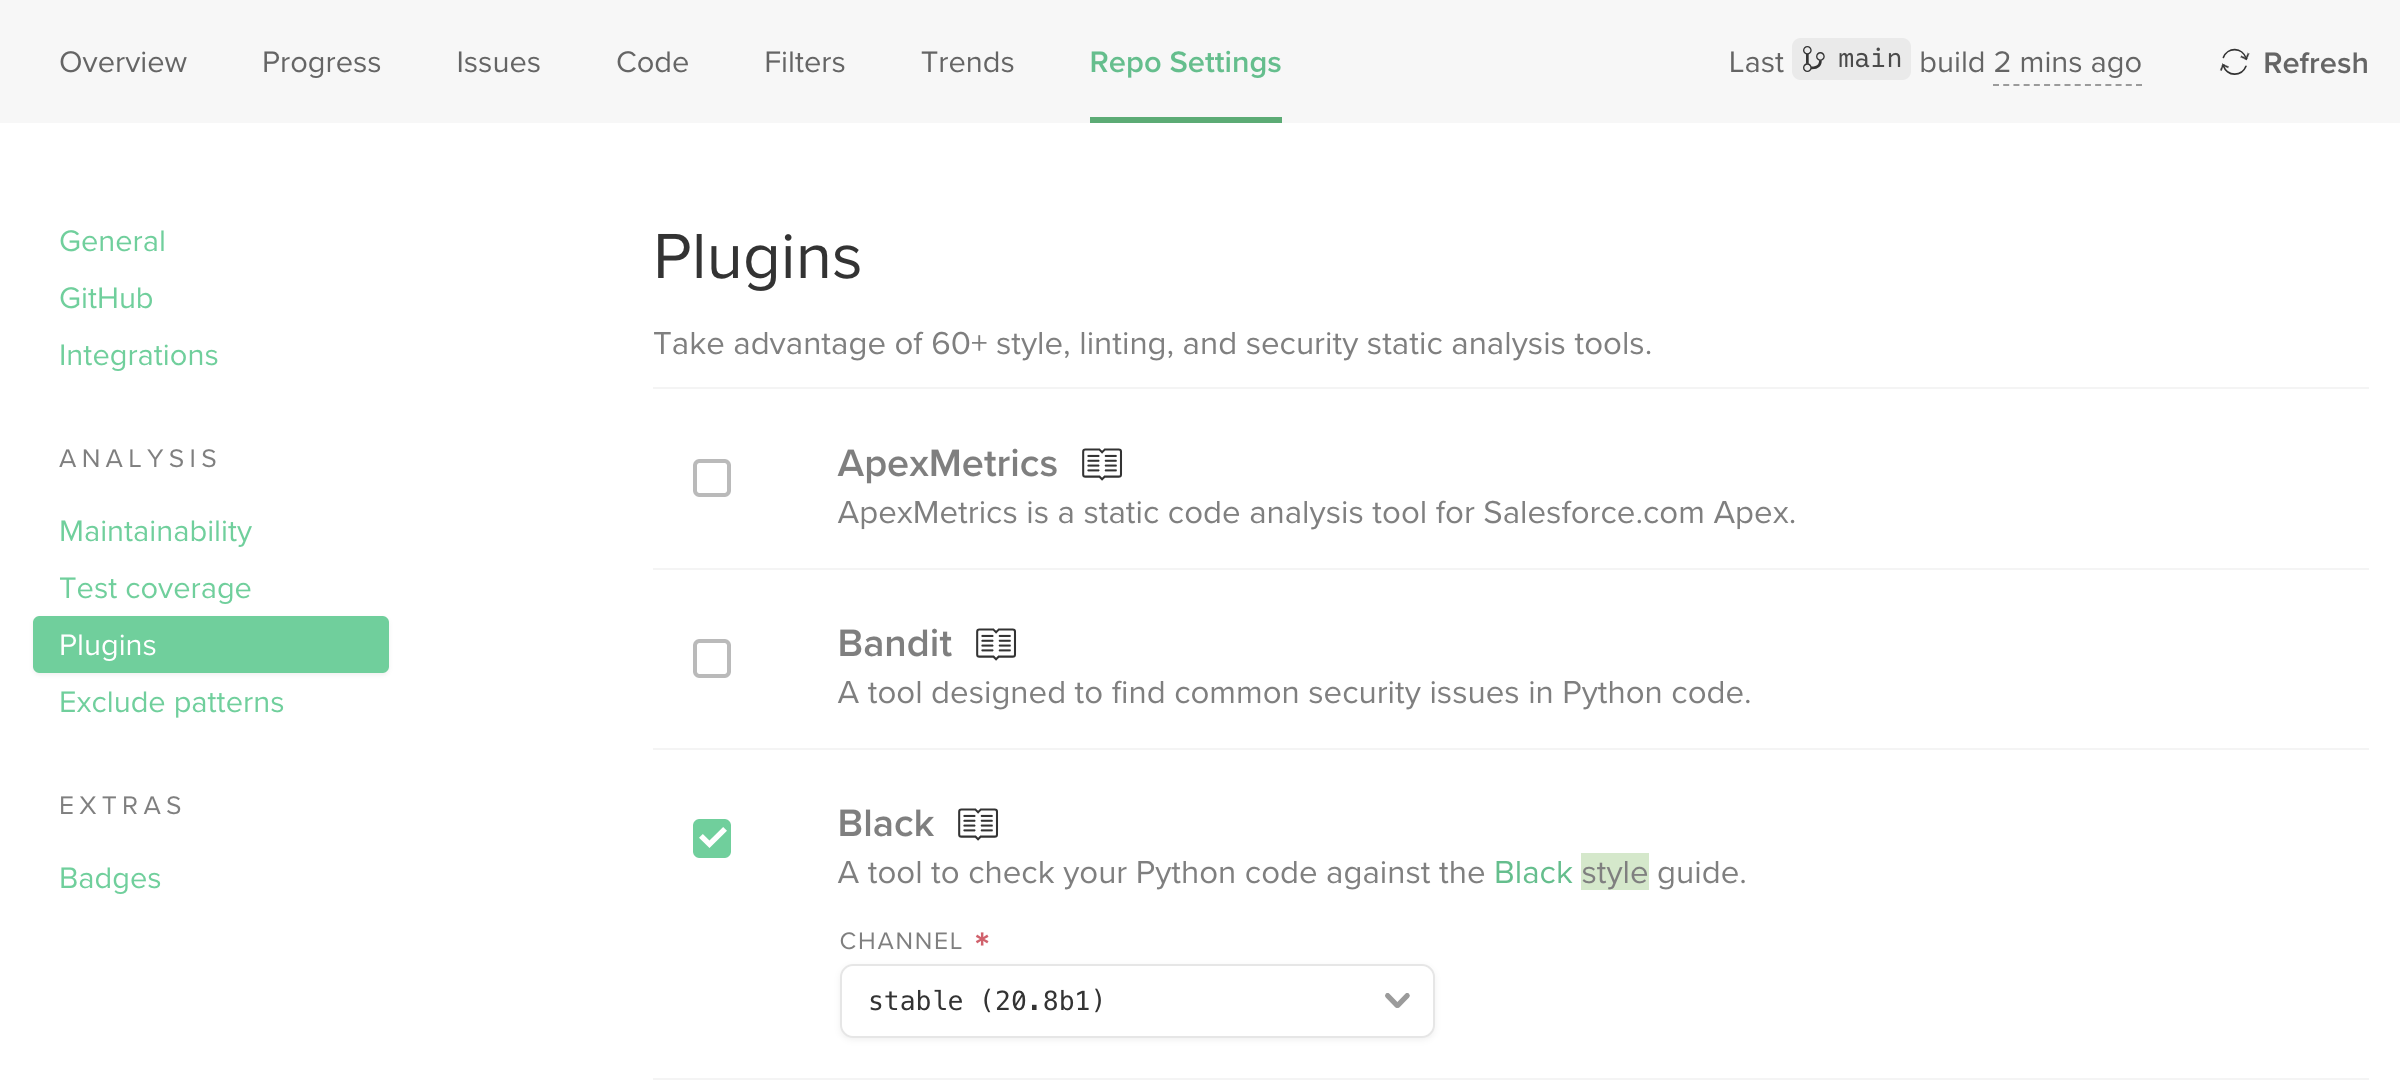 Overview Progress Issues Code Filters Trends Repo Settings Last main build 2 mins ago Refresh
General
GitHub
Integrations
ANALYSIS
Maintainability
Test coverage
Plugins
Exclude patterns
EXTRAS
Badges
Plugins
Take advantage of 60+ style, linting, and security static analysis tools.
ApexMetrics
ApexMetrics is a static code analysis tool for Salesforce.com Apex.
Bandit
A tool designed to find common security issues in Python code.
Black
A tool to check your Python code against the Black style guide.
CHANNEL *
stable (20.8b1)